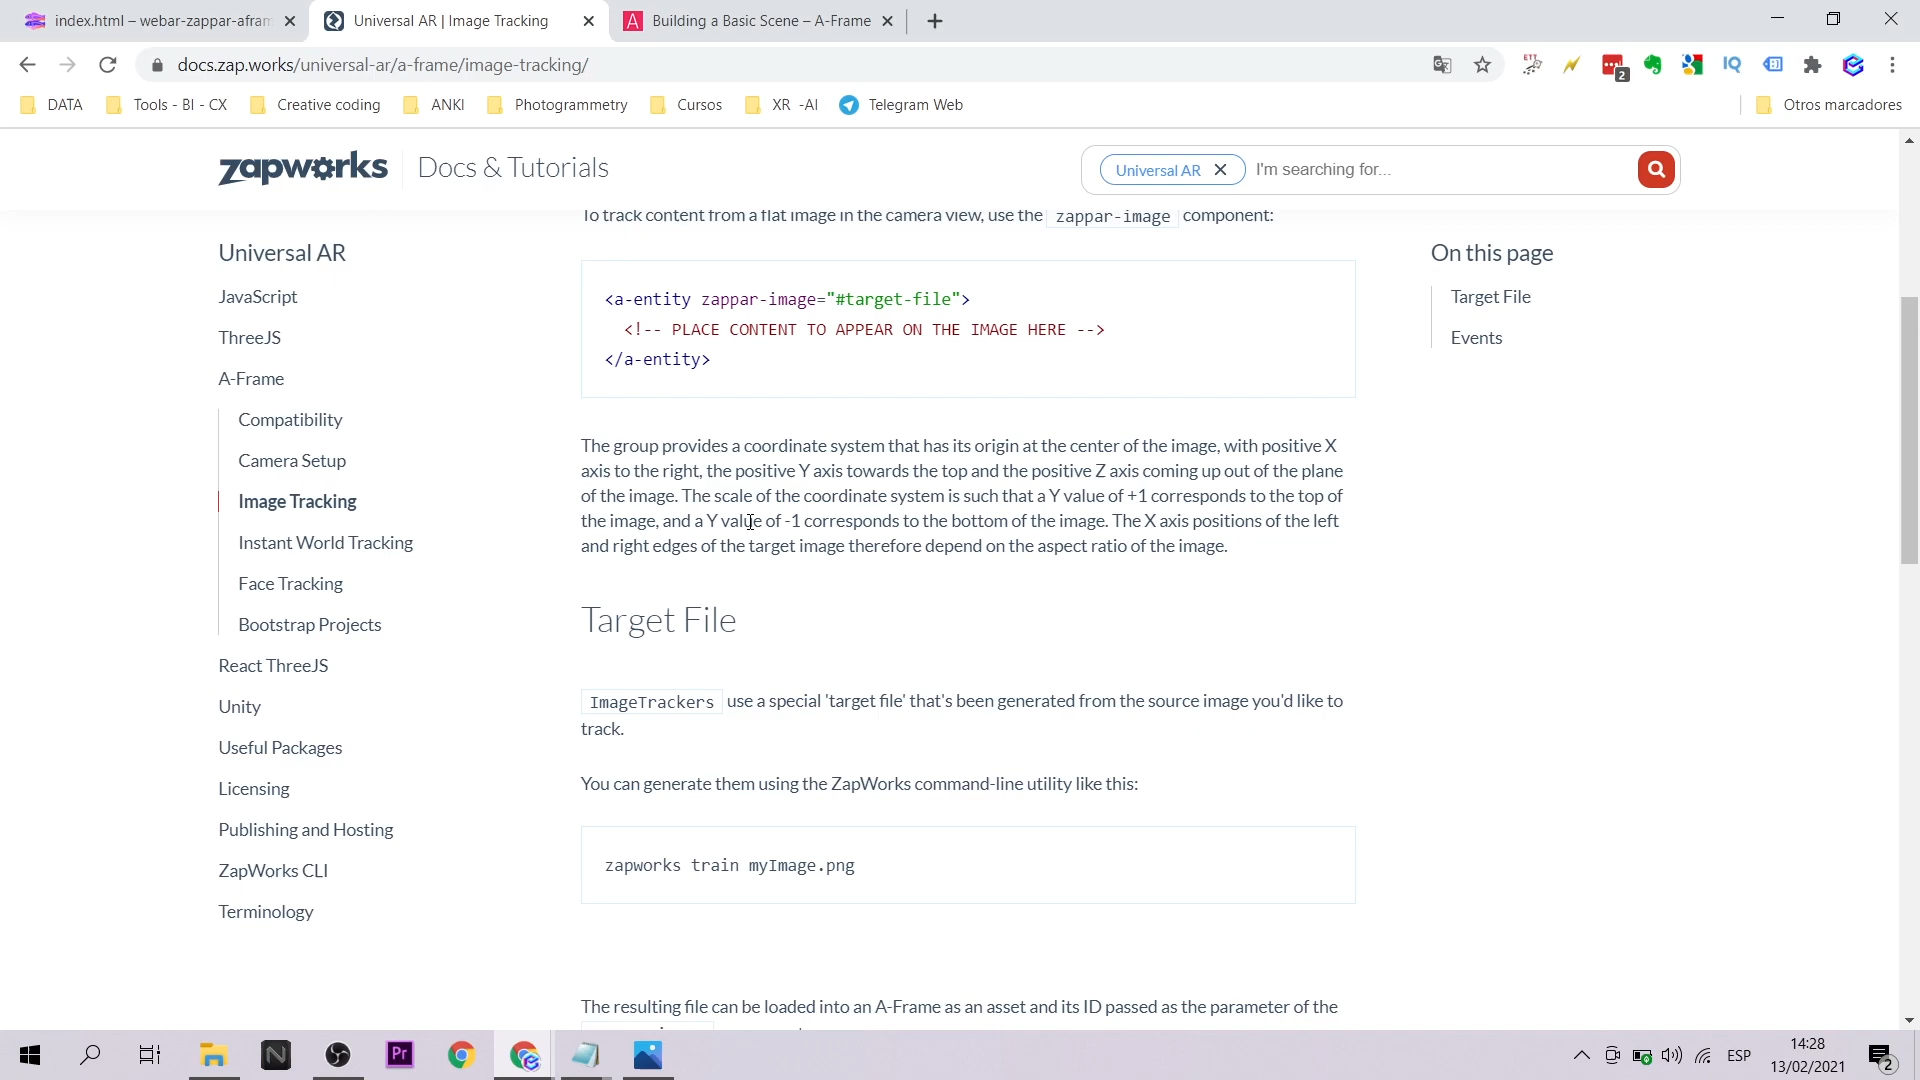 index.html – webar-zappar-afram
Universal AR | Image Tracking
Building a Basic Scene – A-Frame
docs.zap.works/universal-ar/a-frame/image-tracking/
ETT
2
IQ
DATA
Tools - BI - CX
Creative coding
ANKI
Photogrammetry
Cursos
XR -AI
Telegram Web
Otros marcadores
zapworks
Docs & Tutorials
Universal AR
I'm searching for...
To track content from a flat image in the camera view, use the zappar-image component:
Universal AR
JavaScript
ThreeJS
A-Frame
Compatibility
Camera Setup
Image Tracking
Instant World Tracking
Face Tracking
Bootstrap Projects
React ThreeJS
Unity
Useful Packages
Licensing
Publishing and Hosting
ZapWorks CLI
Terminology
<a-entity zappar-image="#target-file">
<!-- PLACE CONTENT TO APPEAR ON THE IMAGE HERE -->
</a-entity>
The group provides a coordinate system that has its origin at the center of the image, with positive X
axis to the right, the positive Y axis towards the top and the positive Z axis coming up out of the plane
of the image. The scale of the coordinate system is such that a Y value of +1 corresponds to the top of
the image, and a Y value of -1 corresponds to the bottom of the image. The X axis positions of the left
and right edges of the target image therefore depend on the aspect ratio of the image.
Target File
ImageTrackers use a special 'target file' that's been generated from the source image you'd like to
track.
You can generate them using the ZapWorks command-line utility like this:
zapworks train myImage.png
The resulting file can be loaded into an A-Frame as an asset and its ID passed as the parameter of the
On this page
Target File
Events
Pr
ESP
14:28
13/02/2021
2